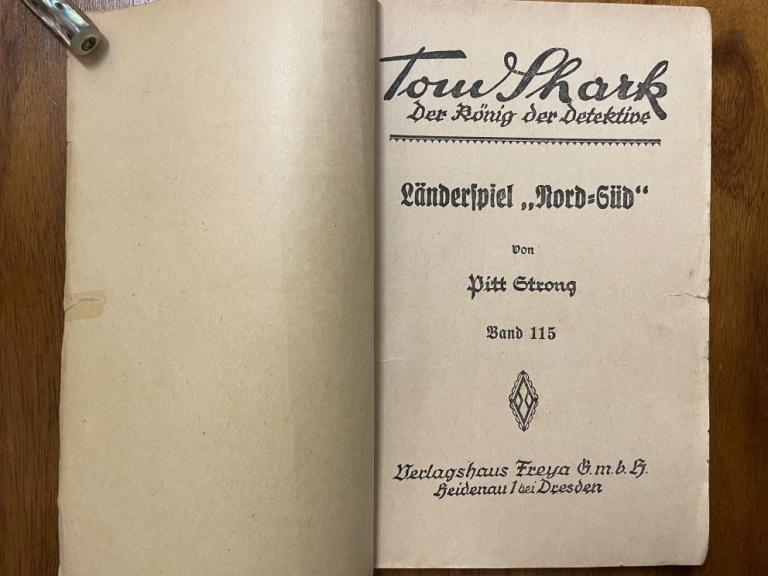 Tom Shark
Der König der Detektive
Länderspiel „Nord=Süd“
von
Pitt Strong
Band 115
Verlagshaus Freya G.m.b.H.
Heidenau 1 bei Dresden